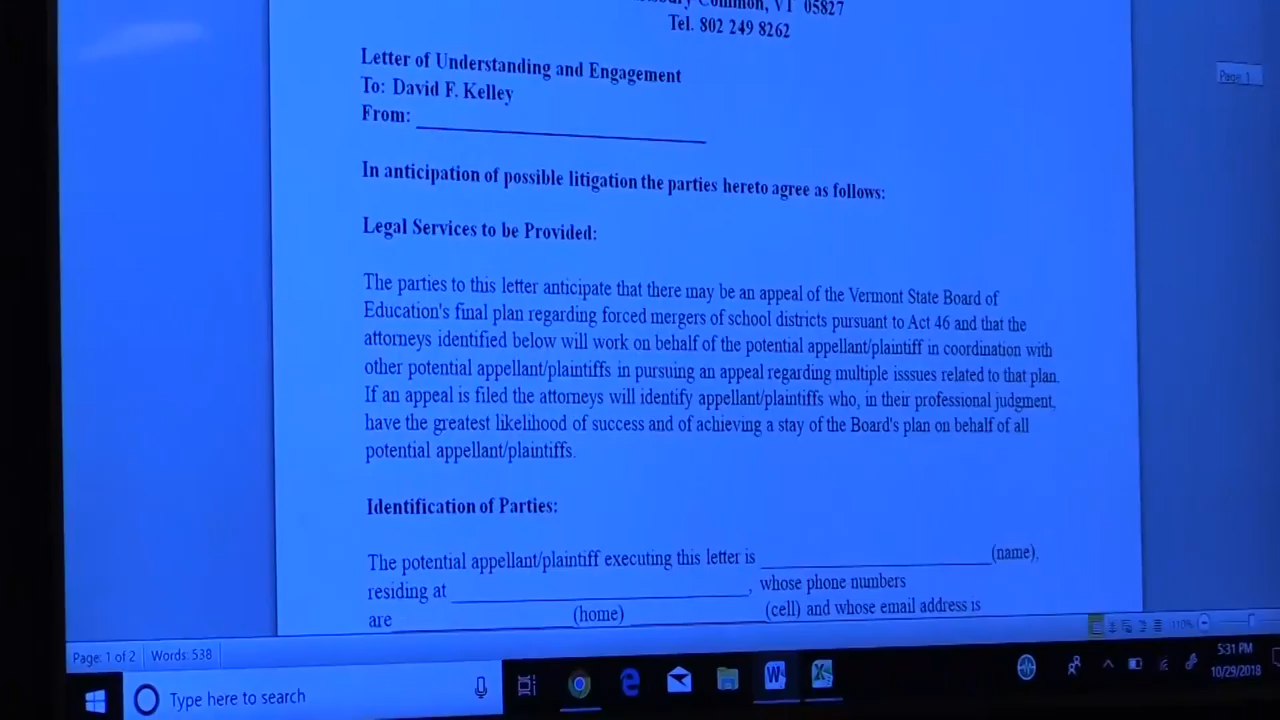 Common, VT 05827
Tel. 802 249 8262
Page: 1
Letter of Understanding and Engagement
To: David F. Kelley
From:
In anticipation of possible litigation the parties hereto agree as follows:
Legal Services to be Provided:
The parties to this letter anticipate that there may be an appeal of the Vermont State Board of
Education's final plan regarding forced mergers of school districts pursuant to Act 46 and that the
attorneys identified below will work on behalf of the potential appellant/plaintiff in coordination with
other potential appellant/plaintiffs in pursuing an appeal regarding multiple isssues related to that plan.
If an appeal is filed the attorneys will identify appellant/plaintiffs who, in their professional judgment,
have the greatest likelihood of success and of achieving a stay of the Board's plan on behalf of all
potential appellant/plaintiffs.
Identification of Parties:
The potential appellant/plaintiff executing this letter is (name),
residing at , whose phone numbers
are (home) (cell) and whose email address is
Page: 1 of 2 Words: 538 110%
Type here to search
5:31 PM
10/29/2018